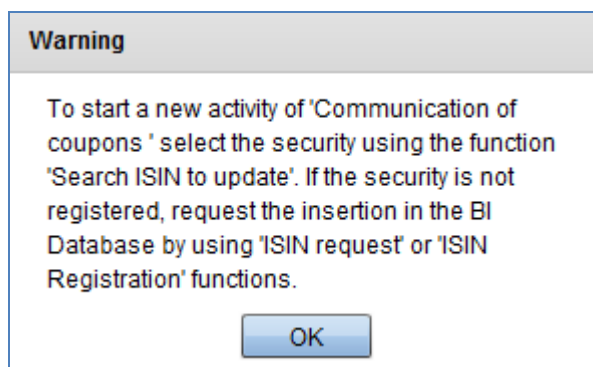 Warning
To start a new activity of 'Communication of
coupons ' select the security using the function
'Search ISIN to update'. If the security is not
registered, request the insertion in the BI
Database by using 'ISIN request' or 'ISIN
Registration' functions.
OK